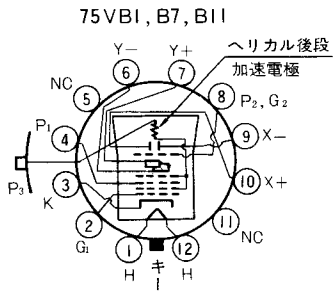 75VB1, B7, B11
Y- Y+
ヘリカル後段
加速電極
6 7
NC 5 8 P2, G2
P1 4 9 X-
P3 3 10 X+
K
2 11 NC
G1
1 12
H キー H